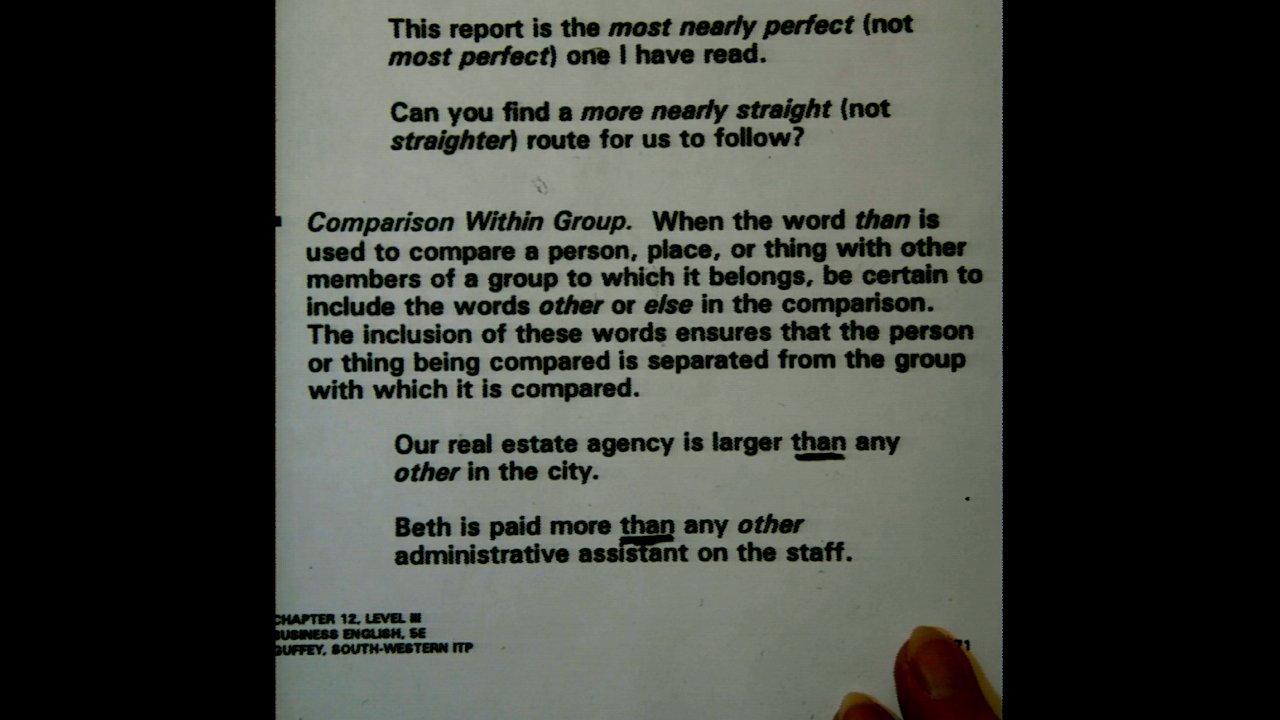 This report is the most nearly perfect (not
most perfect) one I have read.
Can you find a more nearly straight (not
straighter) route for us to follow?
Comparison Within Group. When the word than is
used to compare a person, place, or thing with other
members of a group to which it belongs, be certain to
include the words other or else in the comparison.
The inclusion of these words ensures that the person
or thing being compared is separated from the group
with which it is compared.
Our real estate agency is larger than any
other in the city.
Beth is paid more than any other
administrative assistant on the staff.
CHAPTER 12, LEVEL III
BUSINESS ENGLISH, 5E
GUFFEY, SOUTH-WESTERN ITP
71